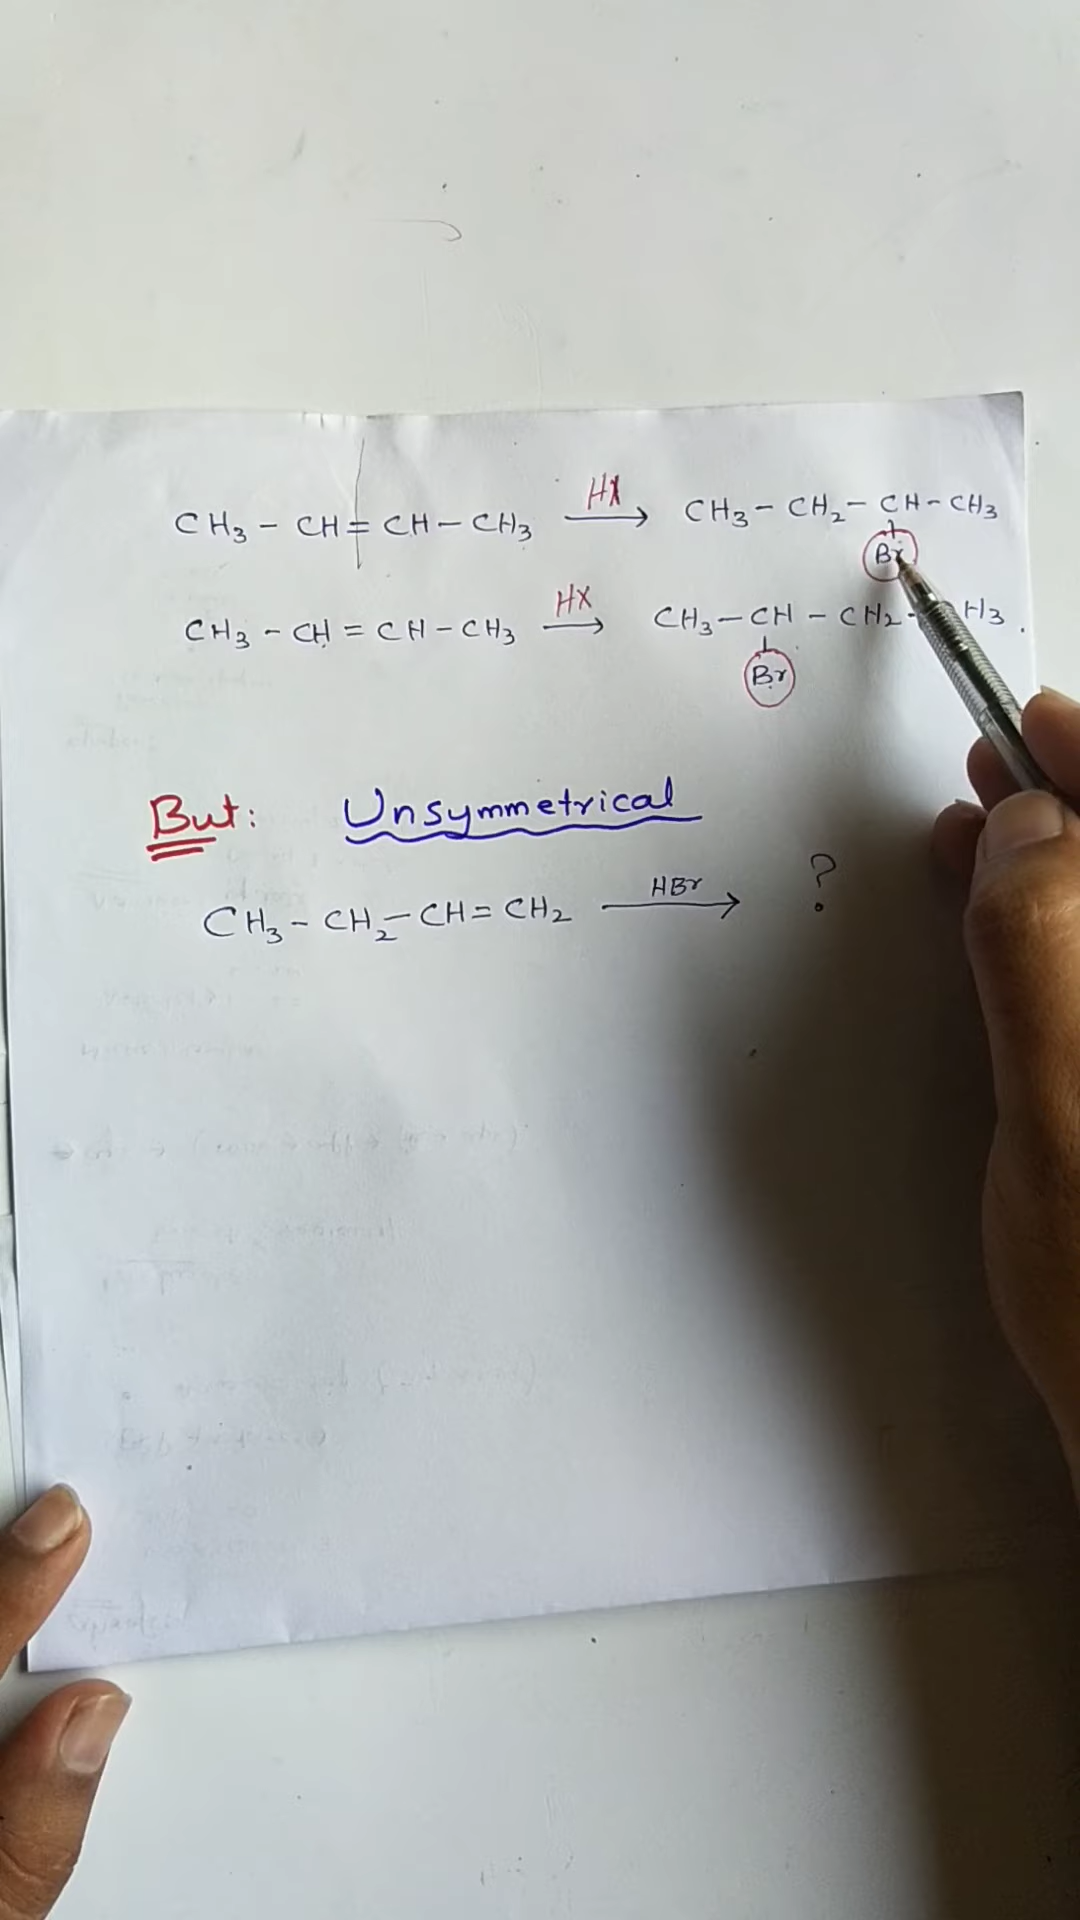 CH₃ – CH = CH – CH₃ —HX→ CH₃ – CH₂ – CH – CH₃
Br
CH₃ – CH = CH – CH₃ —HX→ CH₃ – CH – CH₂ – H₃.
Br
But: Unsymmetrical
CH₃ – CH₂ – CH = CH₂ —HBr→ ?